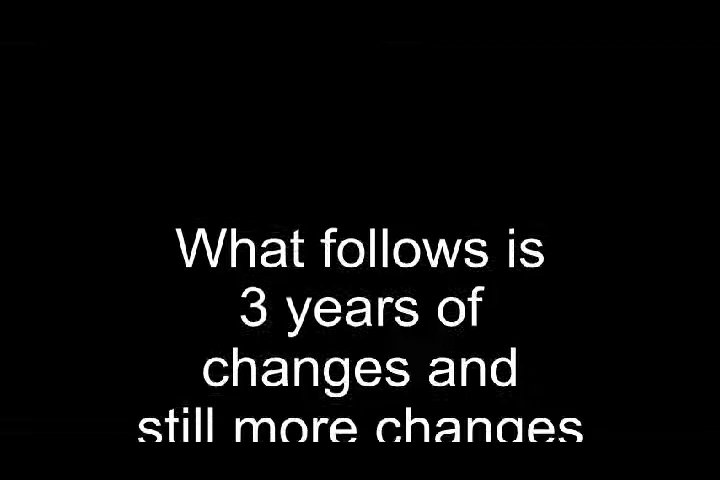 What follows is
3 years of
changes and
still more changes